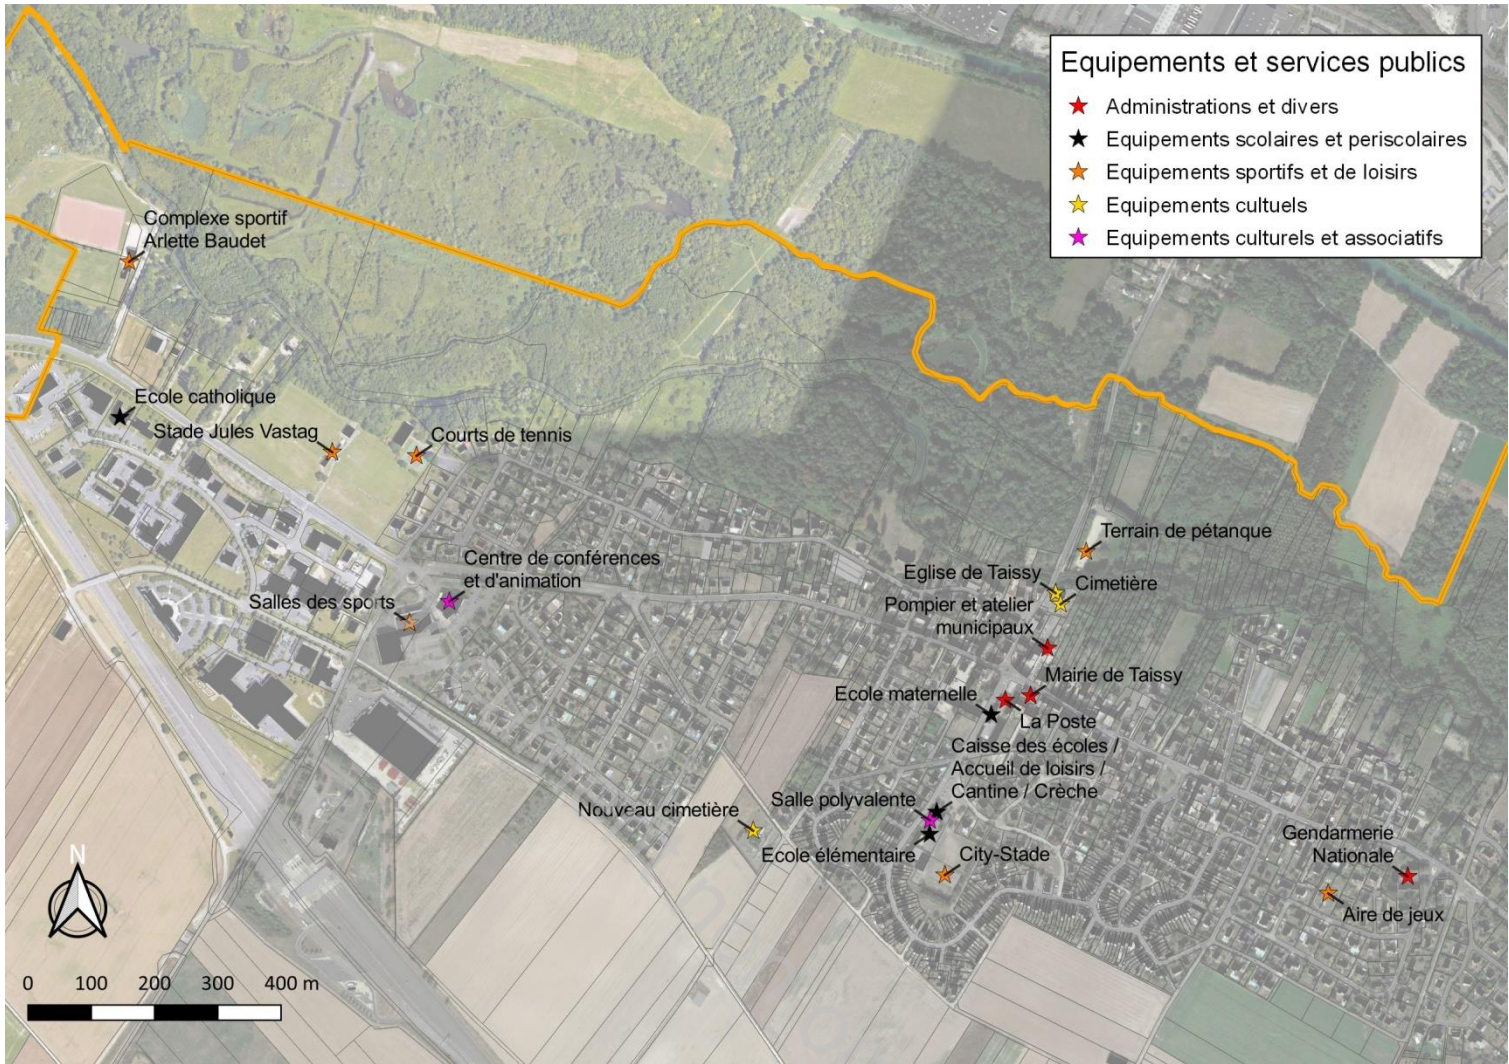 Equipements et services publics
Administrations et divers
Equipements scolaires et periscolaires
Equipements sportifs et de loisirs
Equipements cultuels
Equipements culturels et associatifs
Complexe sportif
Arlette Baudet
Ecole catholique
Stade Jules Vastag
Courts de tennis
Terrain de pétanque
Centre de conférences
et d'animation
Eglise de Taissy
Cimetière
Salles des sports
Pompier et atelier
municipaux
Mairie de Taissy
Ecole maternelle
La Poste
Caisse des écoles /
Accueil de loisirs /
Cantine / Crèche
Salle polyvalente
Nouveau cimetière
Ecole élémentaire
City-Stade
Gendarmerie
Nationale
Aire de jeux
N
0 100 200 300 400 m